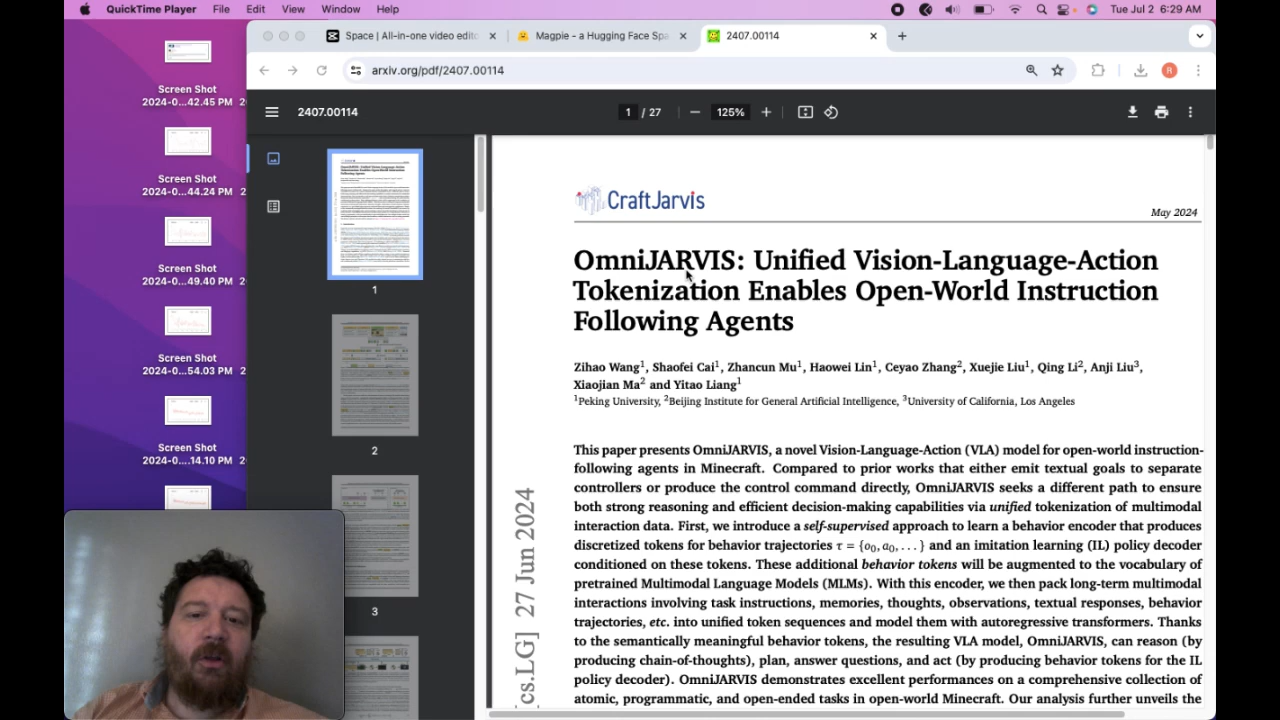 QuickTime Player File Edit View Window Help Tue Jul 2 6:29 AM
Space | All-in-one video edito
Magpie - a Hugging Face Spa
2407.00114
arxiv.org/pdf/2407.00114
R
2407.00114
1 / 27
125%
Screen Shot
2024-0...42.45 PM
2
Screen Shot
2024-0...44.24 PM
2
Screen Shot
2024-0...49.40 PM
2
Screen Shot
2024-0...54.03 PM
2
Screen Shot
2024-0....14.10 PM
2
1
2
3
CraftJarvis
May 2024
OmniJARVIS: Unified Vision-Language-Action
Tokenization Enables Open-World Instruction
Following Agents
Zihao Wang¹, Shaofei Cai¹, Zhancun Mu¹, Haowei Lin¹, Ceyao Zhang², Xuejie Liu¹, Qing Li², Anji Liu³,
Xiaojian Ma² and Yitao Liang¹
¹Peking University, ²Beijing Institute for General Artificial Intelligence, ³University of California, Los Angeles
This paper presents OmniJARVIS, a novel Vision-Language-Action (VLA) model for open-world instruction-
following agents in Minecraft. Compared to prior works that either emit textual goals to separate
controllers or produce the control command directly, OmniJARVIS seeks a different path to ensure
both strong reasoning and efficient decision-making capabilities via unified tokenization of multimodal
interaction data. First, we introduce a self-supervised approach to learn a behavior encoder that produces
discretized tokens for behavior trajectories τ = {o₀, a₀, . . . } and an imitation learning (IL) policy decoder
conditioned on these tokens. These additional behavior tokens will be augmented to the vocabulary of
pretrained Multimodal Language Models (MLMs). With this encoder, we then pack long-term multimodal
interactions involving task instructions, memories, thoughts, observations, textual responses, behavior
trajectories, etc. into unified token sequences and model them with autoregressive transformers. Thanks
to the semantically meaningful behavior tokens, the resulting VLA model, OmniJARVIS, can reason (by
producing chain-of-thoughts), plan, answer questions, and act (by producing behavior tokens for the IL
policy decoder). OmniJARVIS demonstrates excellent performances on a comprehensive collection of
atomic, programmatic, and open-ended tasks in open-world Minecraft. Our analysis further unveils the
cs.LG] 27 Jun 2024